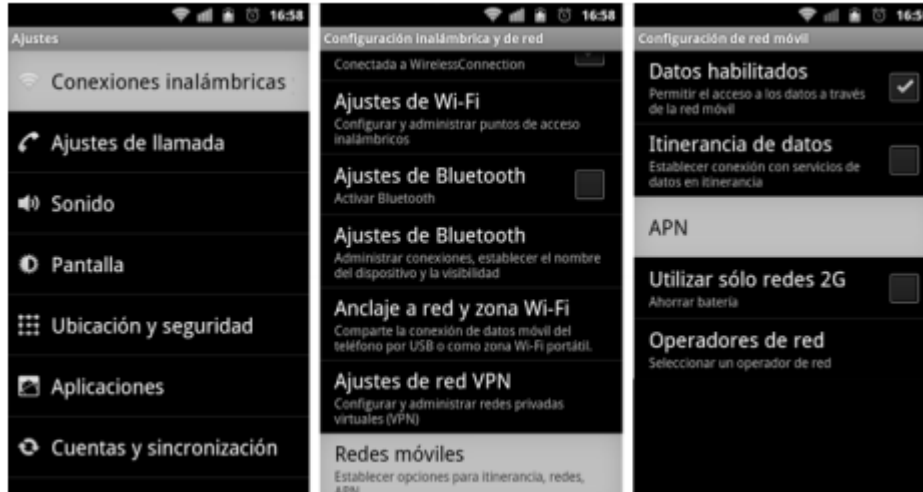 16:58
Ajustes
Conexiones inalámbricas
Ajustes de llamada
Sonido
Pantalla
Ubicación y seguridad
Aplicaciones
Cuentas y sincronización
16:58
Configuración inalámbrica y de red
Conectada a WirelessConnection
Ajustes de Wi-Fi
Configurar y administrar puntos de acceso
inalámbricos
Ajustes de Bluetooth
Activar Bluetooth
Ajustes de Bluetooth
Administrar conexiones, establecer el nombre
del dispositivo y la visibilidad
Anclaje a red y zona Wi-Fi
Comparte la conexión de datos móvil del
teléfono por USB o como zona Wi-Fi portátil.
Ajustes de red VPN
Configurar y administrar redes privadas
virtuales (VPN)
Redes móviles
Establecer opciones para itinerancia, redes,
APN
Configuración de red móvil
Datos habilitados
Permitir el acceso a los datos a través
de la red móvil
Itinerancia de datos
Establecer conexión con servicios de
datos en itinerancia
APN
Utilizar sólo redes 2G
Ahorrar batería
Operadores de red
Seleccionar un operador de red